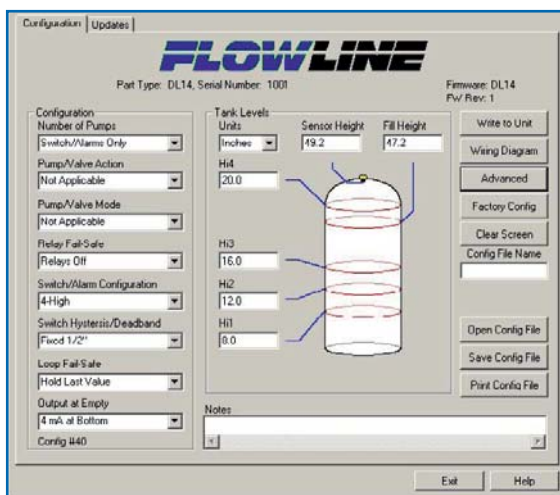 Configuration
Updates
FLOWLINE
Part Type: DL14, Serial Number: 1001
Firmware: DL14
FW Rev: 1
Configuration
Number of Pumps
Switch/Alarms Only
Pump/Valve Action
Not Applicable
Pump/Valve Mode
Not Applicable
Relay Fail-Safe
Relays Off
Switch/Alarm Configuration
4-High
Switch Hystersis/Deadband
Fixed 1/2"
Loop Fail-Safe
Hold Last Value
Output at Empty
4 mA at Bottom
Config #40
Tank Levels
Units
Inches
Sensor Height
49.2
Fill Height
47.2
Hi4
20.0
Hi3
16.0
Hi2
12.0
Hi1
8.0
Notes
Write to Unit
Wiring Diagram
Advanced
Factory Config
Clear Screen
Config File Name
Open Config File
Save Config File
Print Config File
Exit
Help